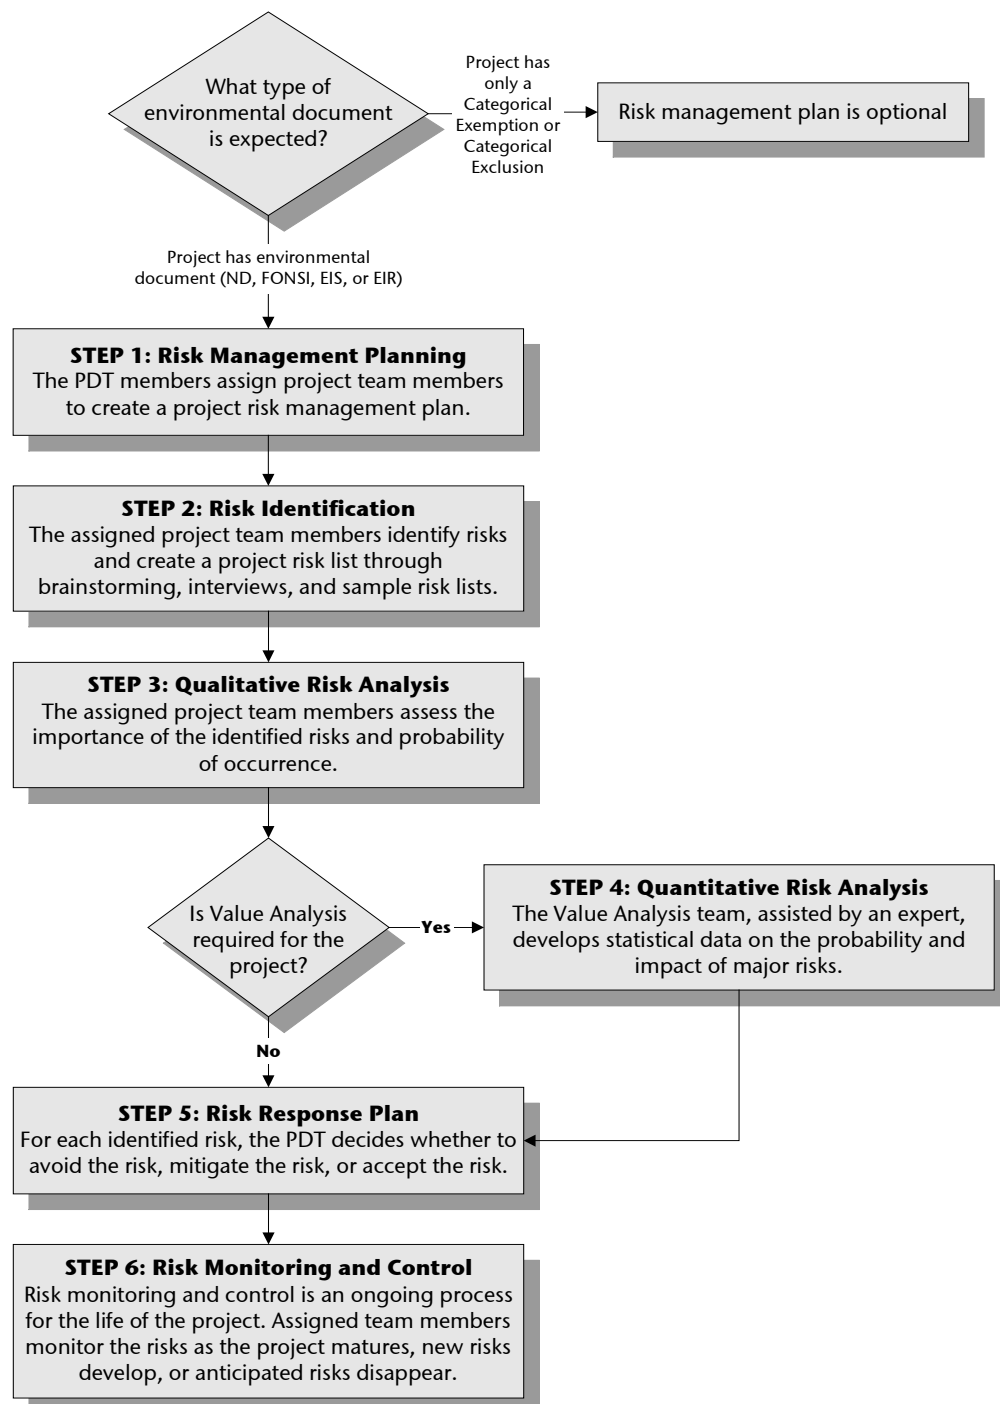 What type of
environmental document
is expected?
Project has
only a
Categorical
Exemption or
Categorical
Exclusion
Risk management plan is optional
Project has environmental
document (ND, FONSI, EIS, or EIR)
STEP 1: Risk Management Planning
The PDT members assign project team members
to create a project risk management plan.
STEP 2: Risk Identification
The assigned project team members identify risks
and create a project risk list through
brainstorming, interviews, and sample risk lists.
STEP 3: Qualitative Risk Analysis
The assigned project team members assess the
importance of the identified risks and probability
of occurrence.
Is Value Analysis
required for the
project?
Yes
STEP 4: Quantitative Risk Analysis
The Value Analysis team, assisted by an expert,
develops statistical data on the probability and
impact of major risks.
No
STEP 5: Risk Response Plan
For each identified risk, the PDT decides whether to
avoid the risk, mitigate the risk, or accept the risk.
STEP 6: Risk Monitoring and Control
Risk monitoring and control is an ongoing process
for the life of the project. Assigned team members
monitor the risks as the project matures, new risks
develop, or anticipated risks disappear.